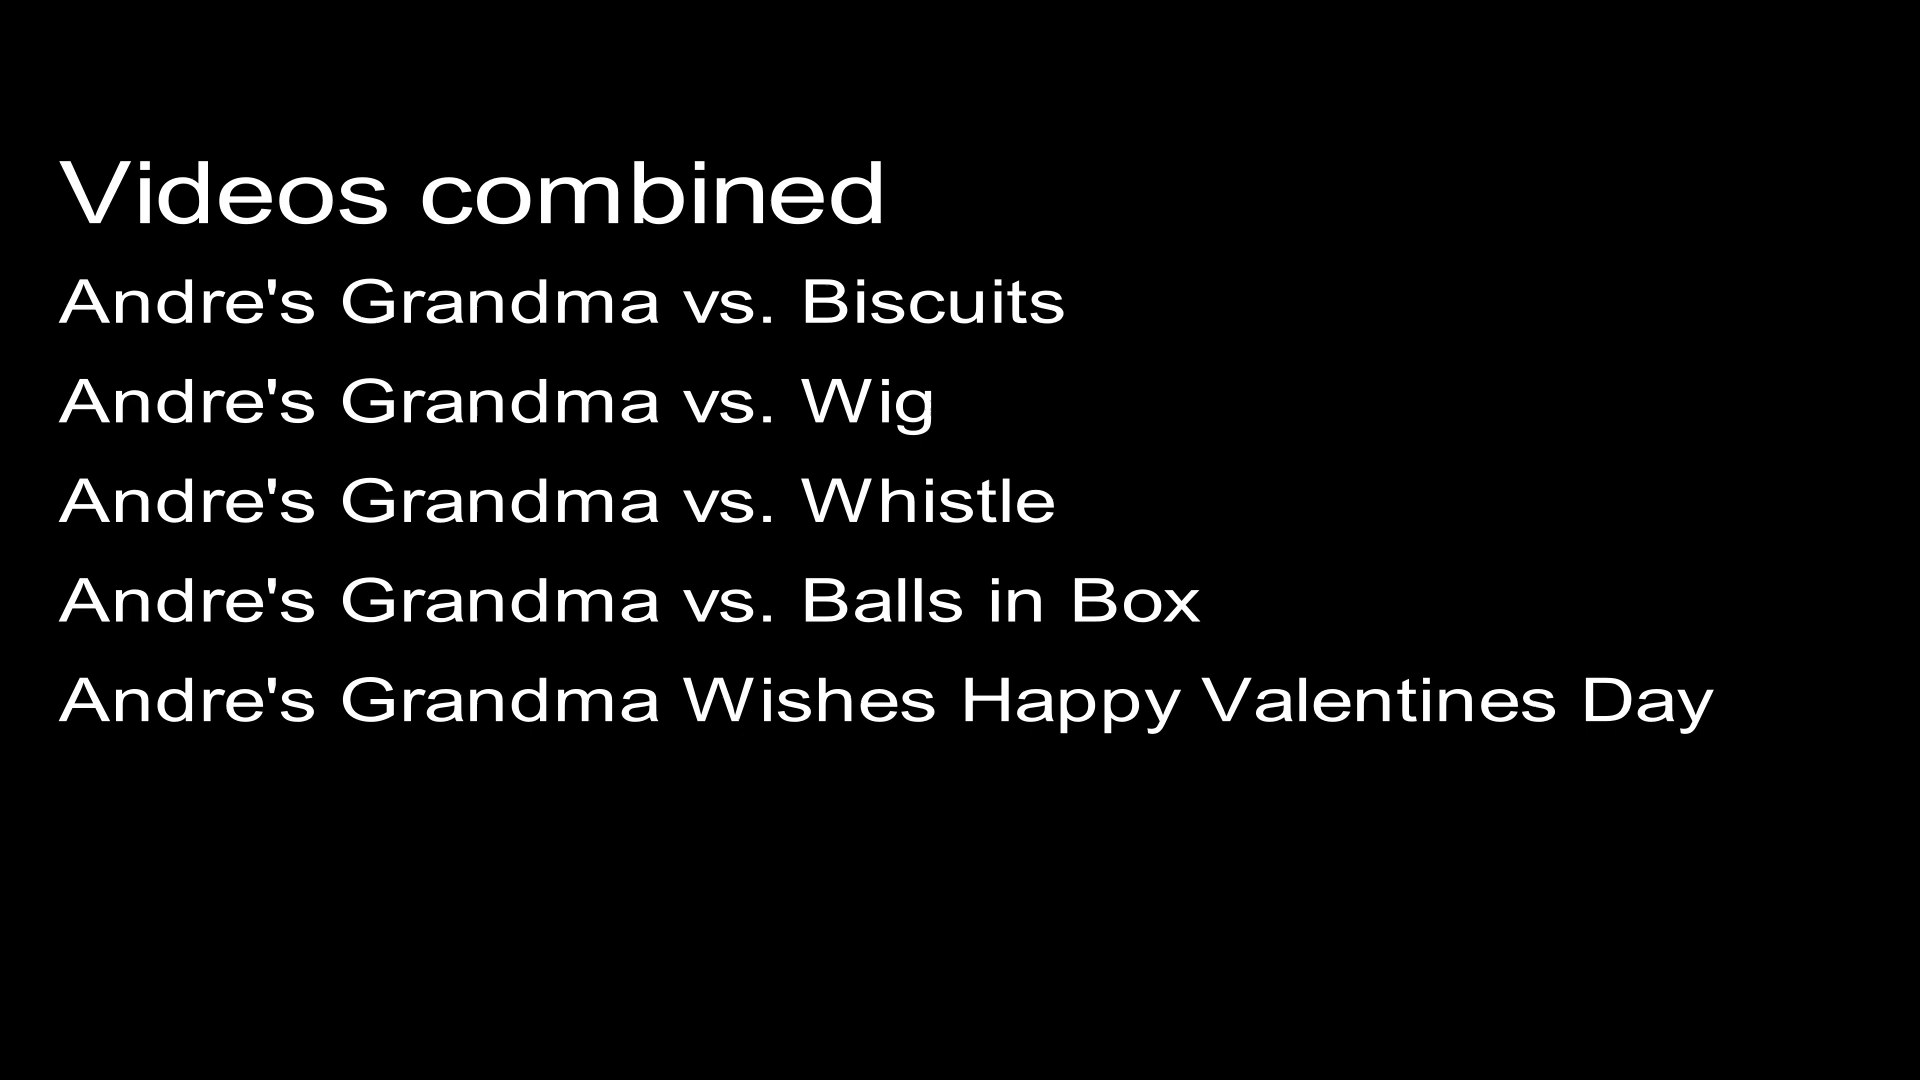 Videos combined
Andre's Grandma vs. Biscuits
Andre's Grandma vs. Wig
Andre's Grandma vs. Whistle
Andre's Grandma vs. Balls in Box
Andre's Grandma Wishes Happy Valentines Day